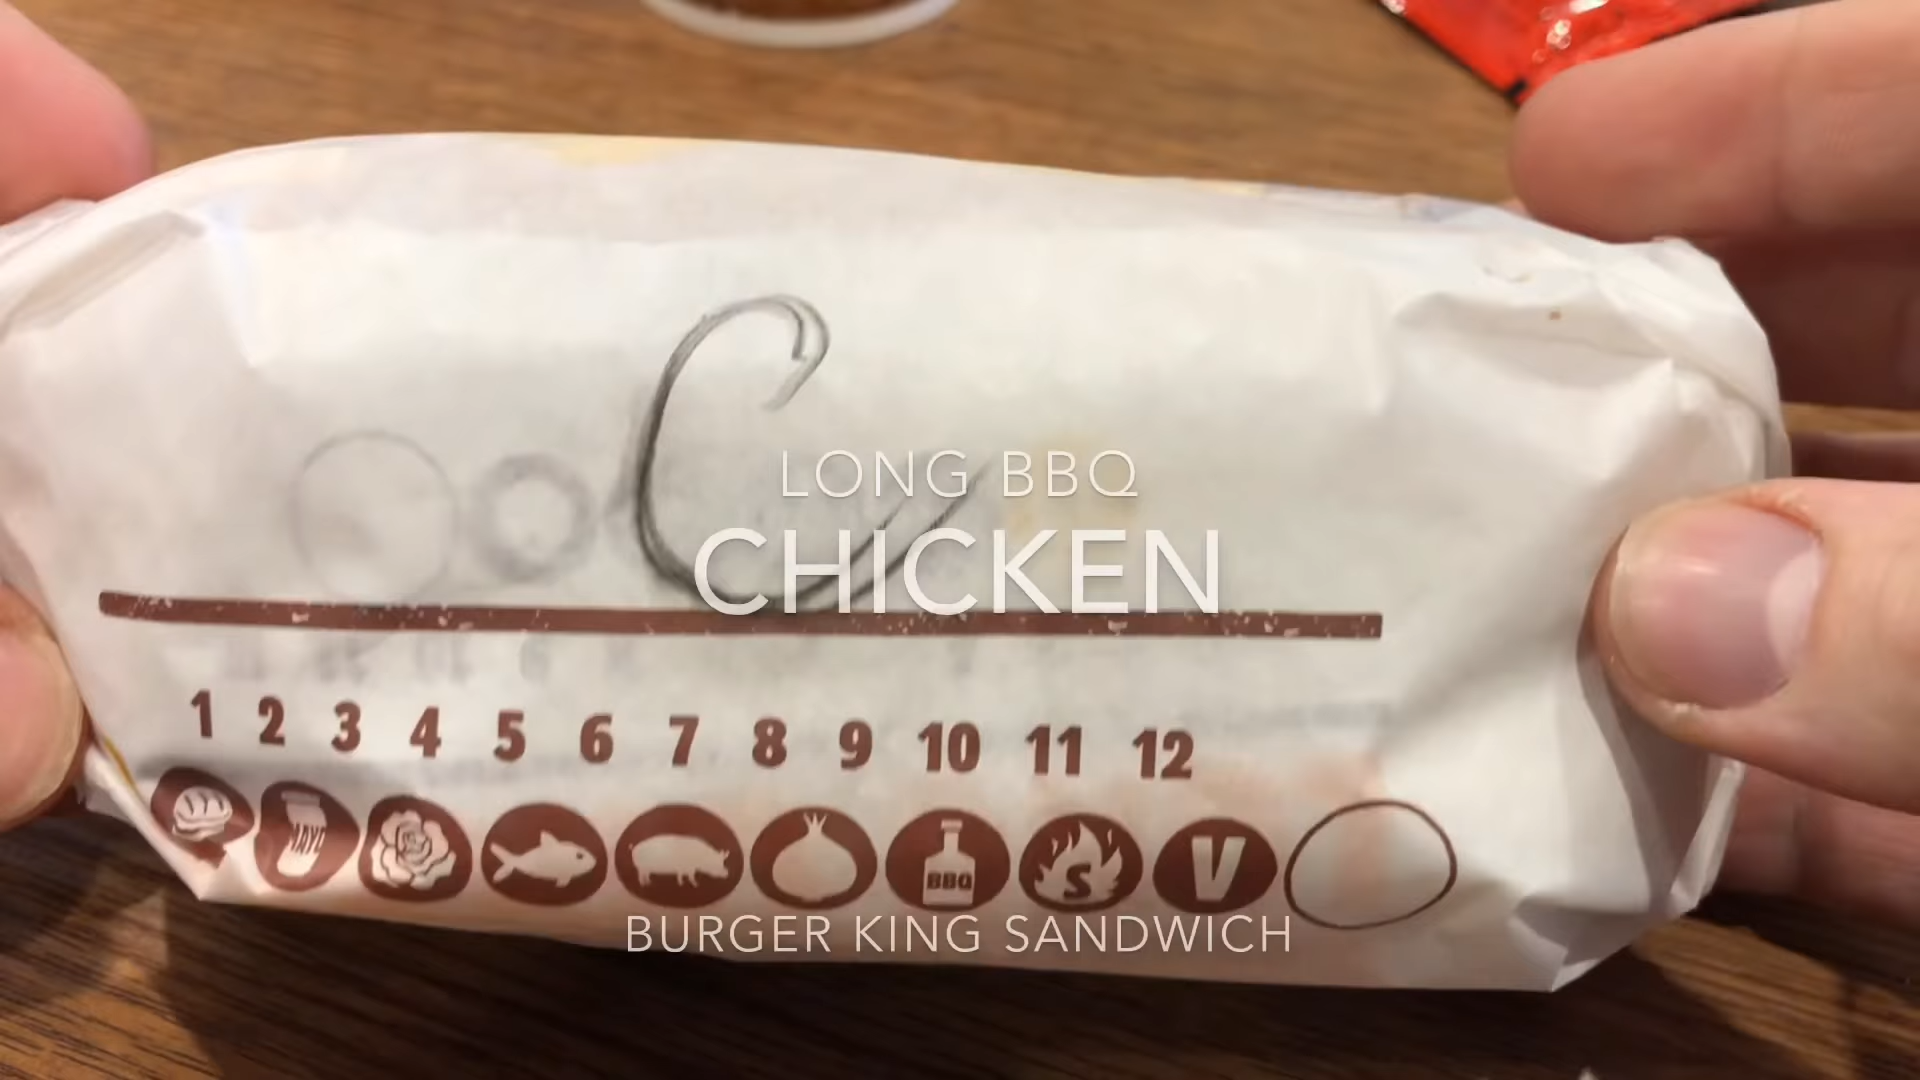 C
LONG BBQ
CHICKEN
1 2 3 4 5 6 7 8 9 10 11 12
MAYO
BBQ
S
V
BURGER KING SANDWICH